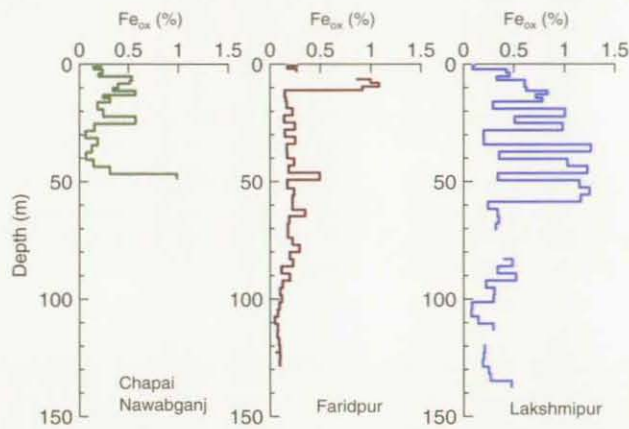 Fe_ox (%) Fe_ox (%) Fe_ox (%)
0 0.5 1 1.5 0 0.5 1 1.5 0 0.5 1 1.5
0 0 0
50 50 50
100 100 100
150 150 150
Depth (m)
Chapai
Nawabganj Faridpur Lakshmipur